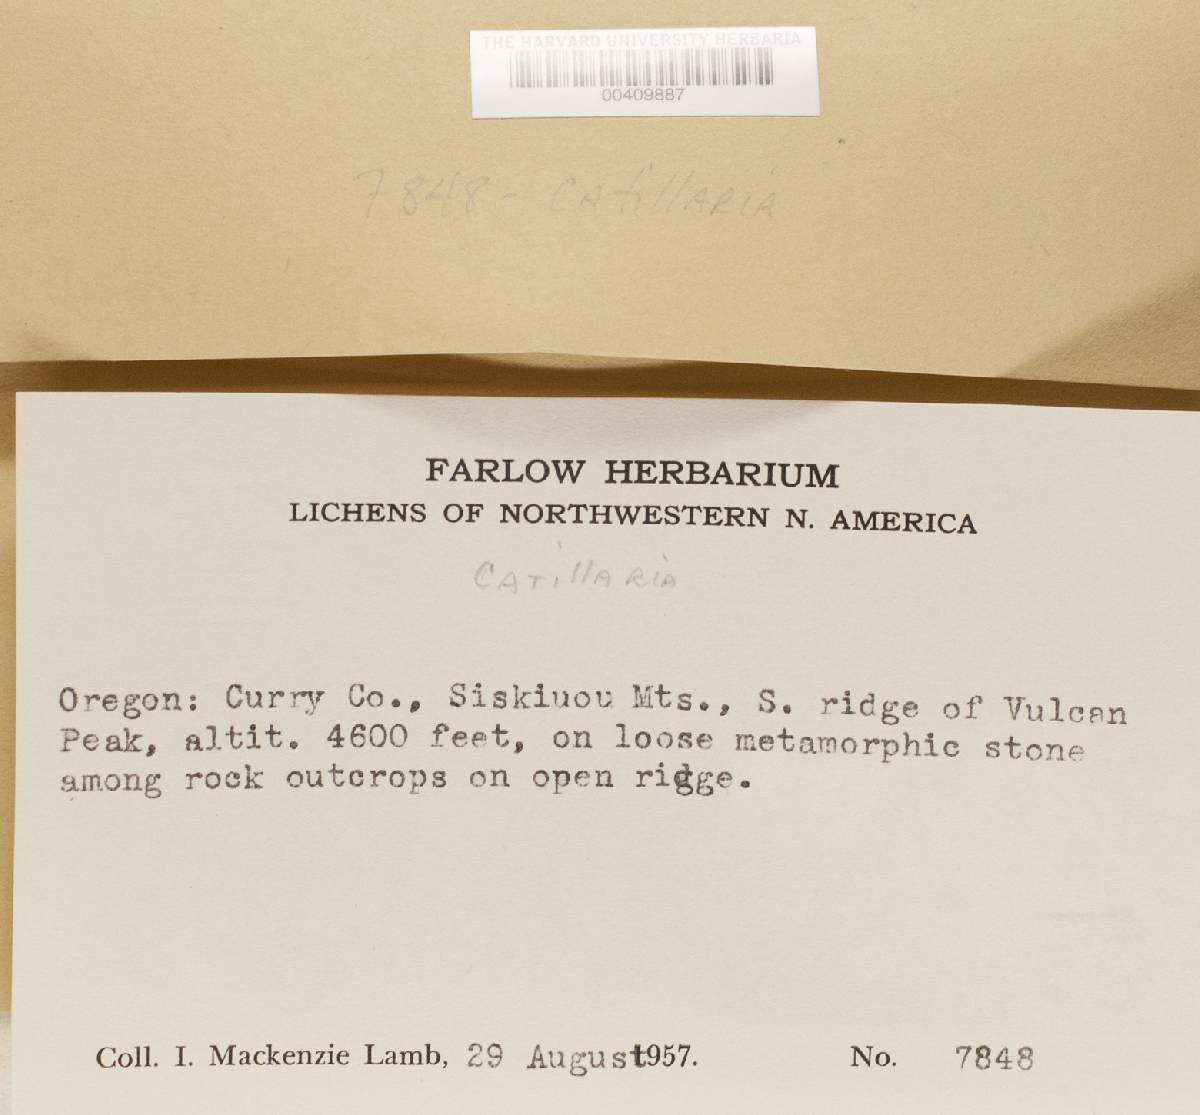 THE HARVARD UNIVERSITY HERBARIA
00409887
7848 - Catillaria
FARLOW HERBARIUM
LICHENS OF NORTHWESTERN N. AMERICA
Catillaria
Oregon: Curry Co., Siskiuou Mts., S. ridge of Vulcan
Peak, altit. 4600 feet, on loose metamorphic stone
among rock outcrops on open ridge.
Coll. I. Mackenzie Lamb, 29 August 1957. No. 7848